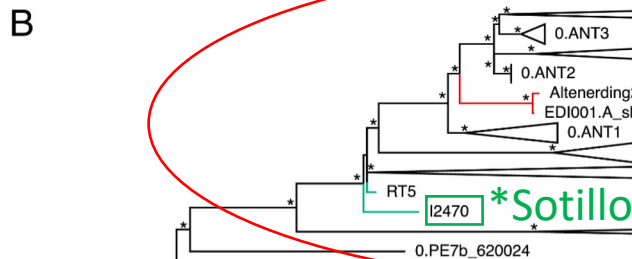 B
0.ANT3
0.ANT2
Altenerding
EDI001.A_s
0.ANT1
RT5
I2470 *Sotillo
0.PE7b_620024